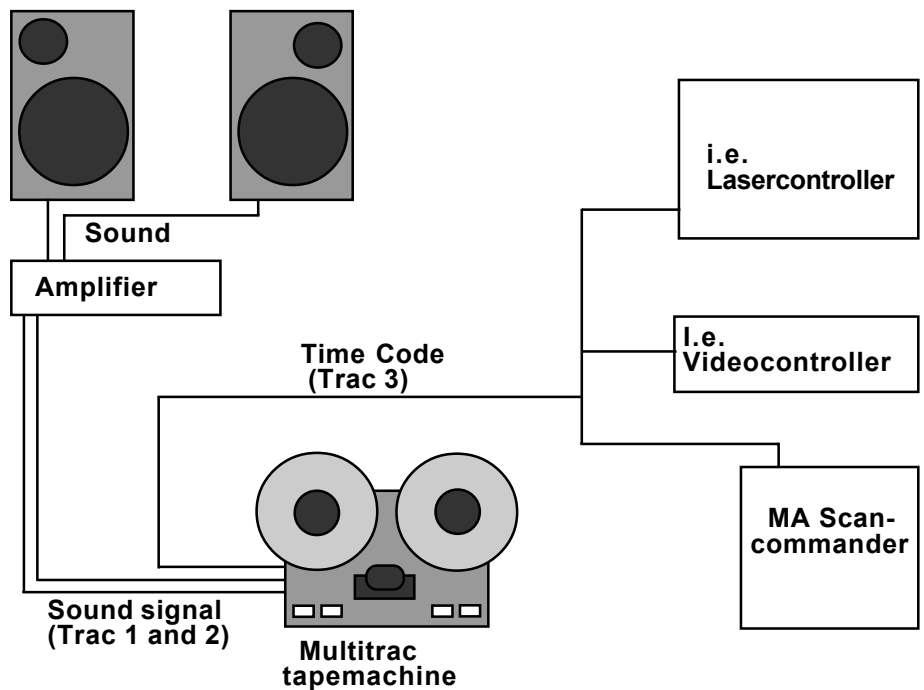 Sound
Amplifier
i.e.
Lasercontroller
I.e.
Videocontroller
Time Code
(Trac 3)
MA Scan-
commander
Sound signal
(Trac 1 and 2)
Multitrac
tapemachine